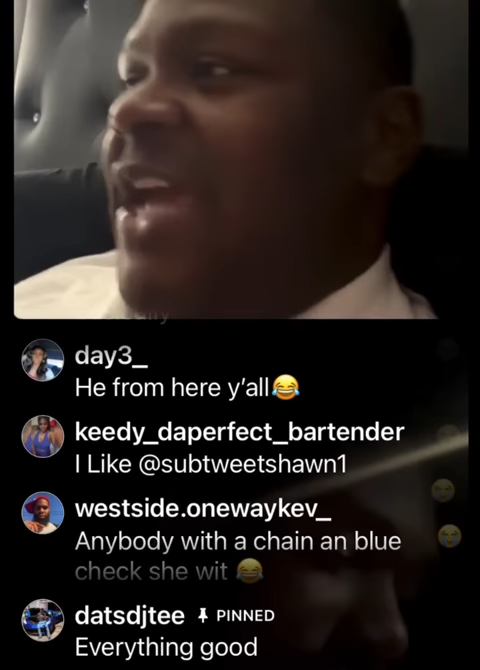 day3_
He from here y’all😂
keedy_daperfect_bartender
I Like @subtweetshawn1
westside.onewaykev_
Anybody with a chain an blue
check she wit 😂
datsdjtee PINNED
Everything good